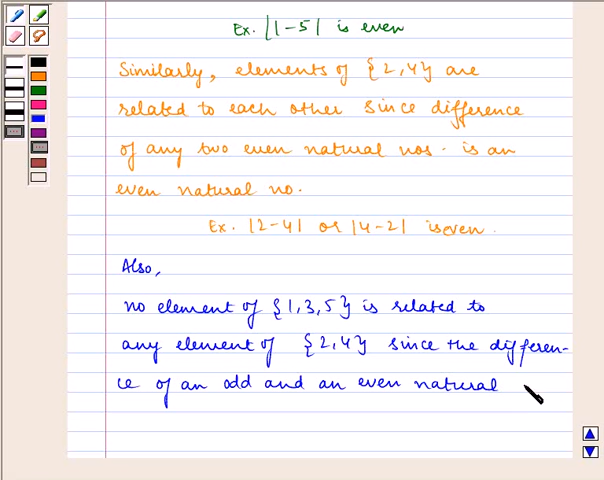 Ex. |1-5| is even
Similarly, elements of {2,4} are
related to each other since difference
of any two even natural nos. is an
even natural no.
Ex. |2-4| or |4-2| is even.
Also,
no element of {1,3,5} is related to
any element of {2,4} since the differen-
ce of an odd and an even natural